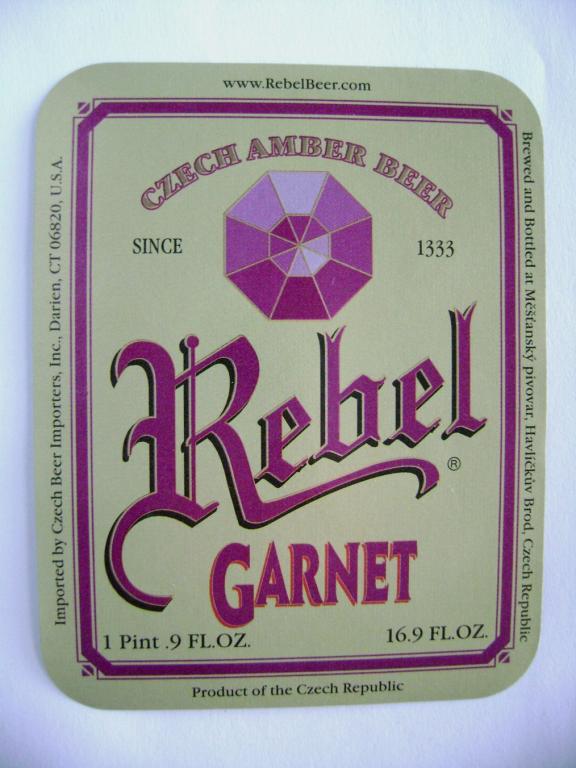 www.RebelBeer.com
CZECH AMBER BEER
SINCE 1333
Rebel ®
GARNET
1 Pint .9 FL.OZ. 16.9 FL.OZ.
Product of the Czech Republic
Imported by Czech Beer Importers, Inc., Darien, CT 06820, U.S.A.
Brewed and Bottled at Měšťanský pivovar, Havlíčkův Brod, Czech Republic